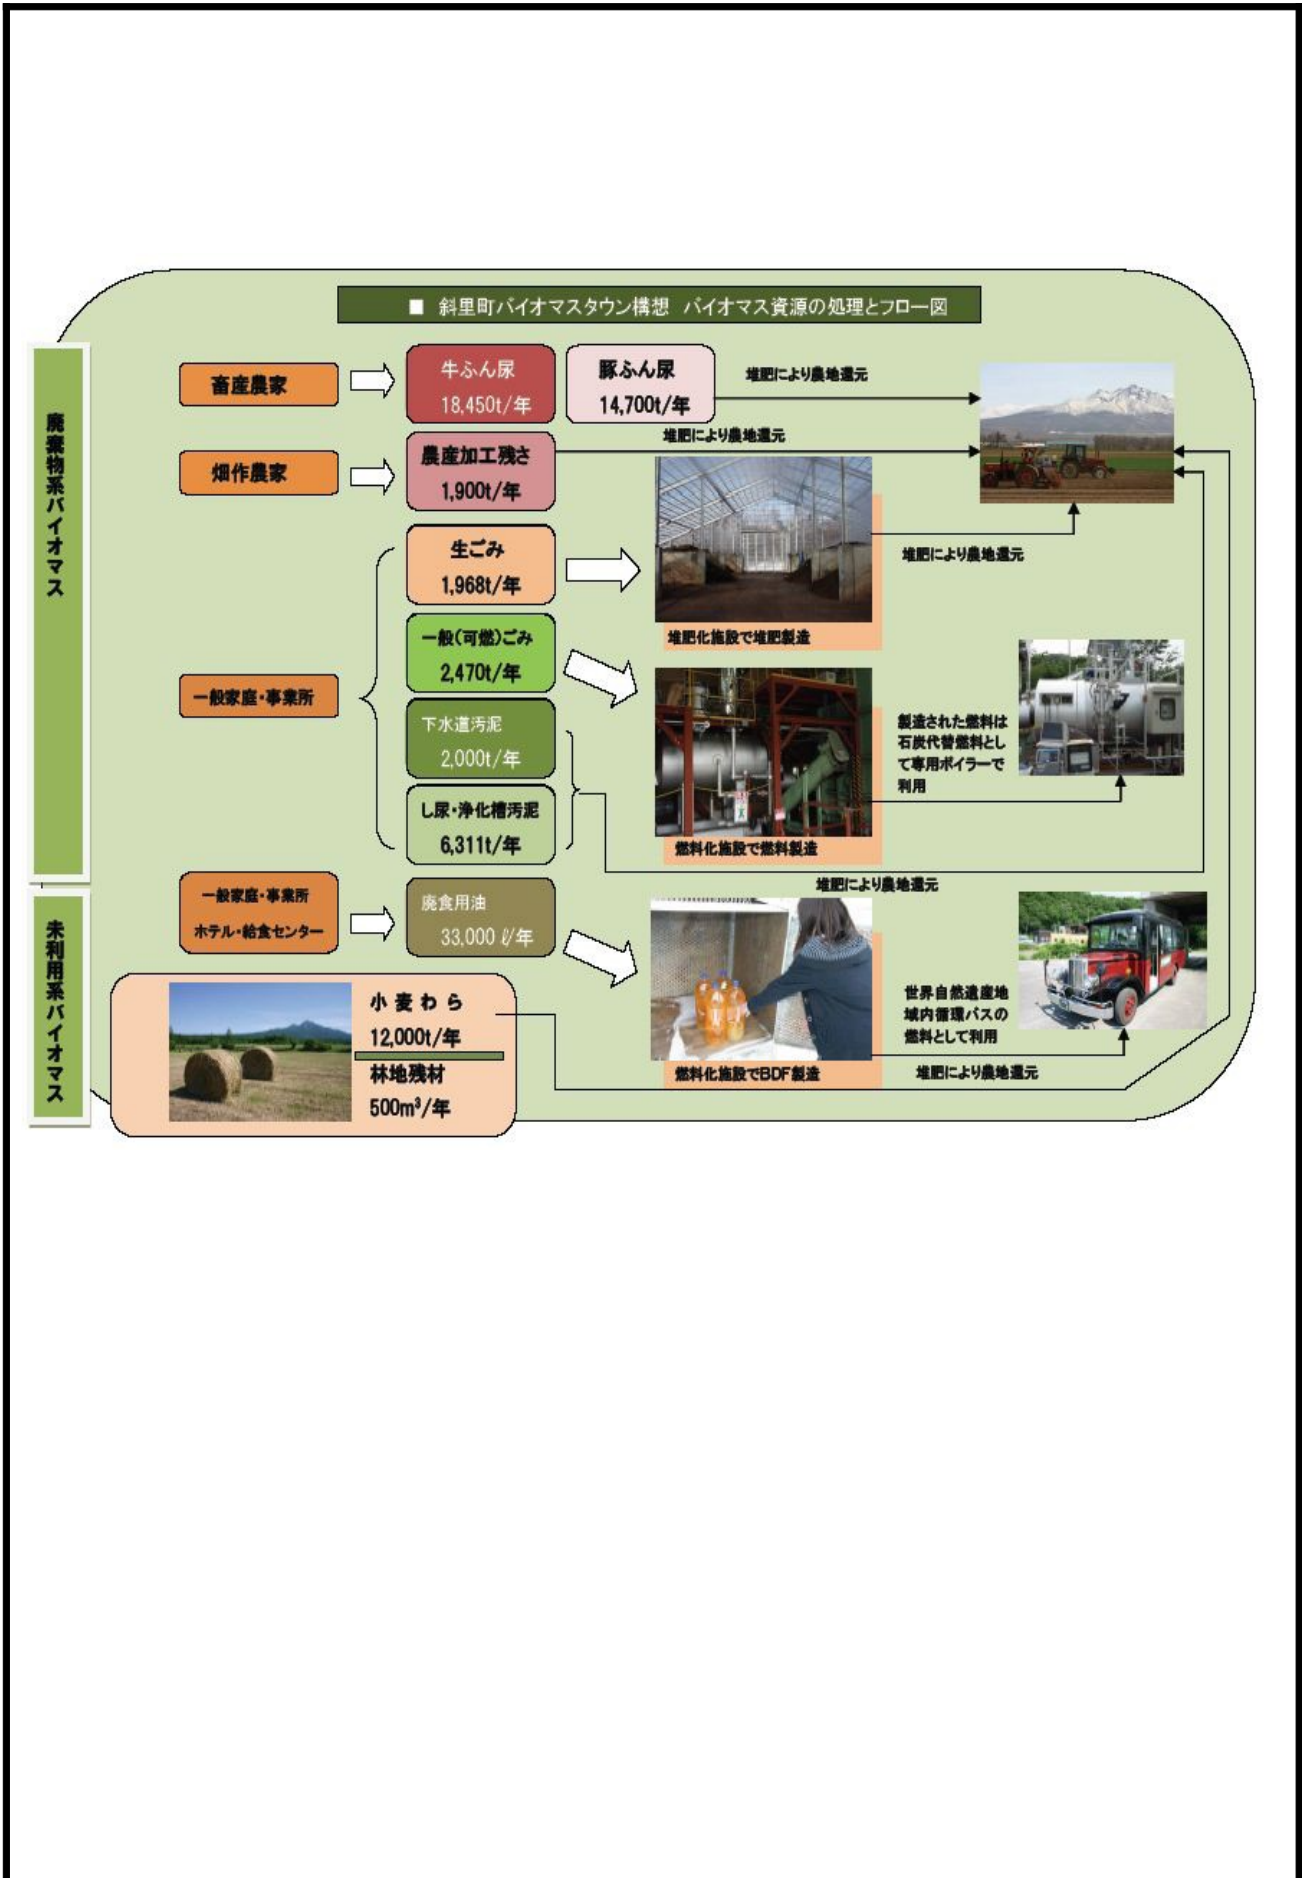 ■ 斜里町バイオマスタウン構想 バイオマス資源の処理とフロー図
廃棄物系バイオマス
畜産農家
牛ふん尿
18,450t/年
豚ふん尿
14,700t/年
堆肥により農地還元
畑作農家
農産加工残さ
1,900t/年
堆肥により農地還元
一般家庭・事業所
生ごみ
1,968t/年
堆肥化施設で堆肥製造
堆肥により農地還元
一般(可燃)ごみ
2,470t/年
燃料化施設で燃料製造
製造された燃料は
石炭代替燃料とし
て専用ボイラーで
利用
下水道汚泥
2,000t/年
し尿・浄化槽汚泥
6,311t/年
堆肥により農地還元
未利用系バイオマス
一般家庭・事業所
ホテル・給食センター
廃食用油
33,000 ℓ/年
燃料化施設でBDF製造
世界自然遺産地
域内循環バスの
燃料として利用
小麦わら
12,000t/年
林地残材
500m³/年
堆肥により農地還元